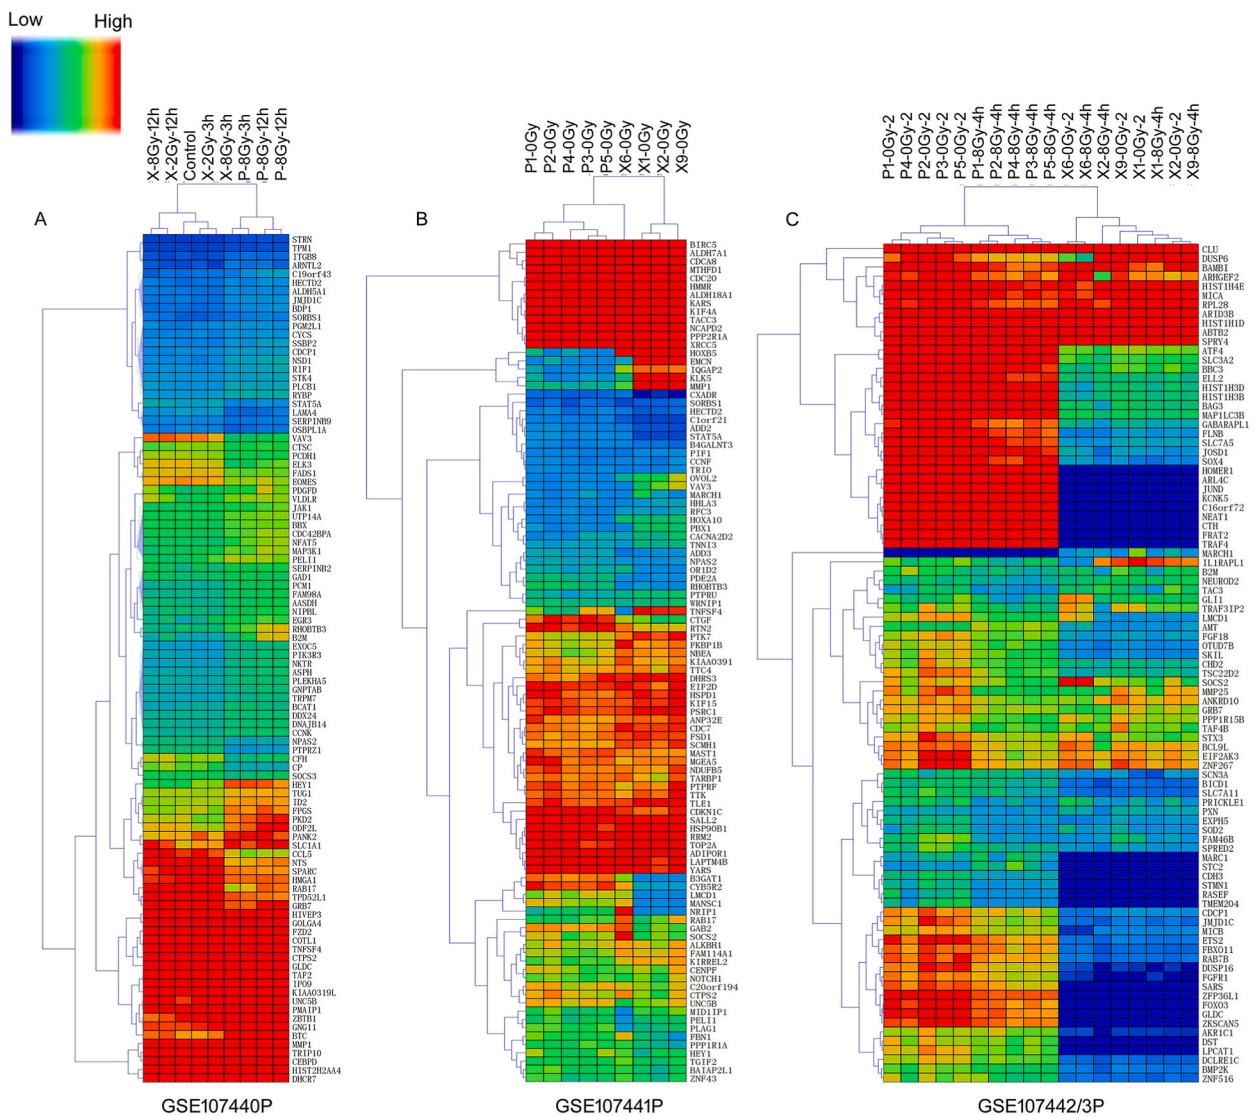 Low High
X-8Gy-12h
X-2Gy-12h
Control
X-2Gy-3h
X-8Gy-3h
P-8Gy-3h
P-8Gy-12h
P-8Gy-12h
A
STRN
TPM1
ITGB8
ARNTL2
C19orf43
HECTD2
ALDH5A1
JMJD1C
BDP1
SORBS1
PGM2L1
CYCS
SSBP2
CDCP1
NSD1
RIF1
STK4
PLCB1
RYBP
STAT5A
LAMA4
SERPINB9
OSBPL1A
VAV3
CTSC
PCDH1
ELK3
FADS1
EOMES
PDGFD
VLDLR
JAK1
UTP14A
BBX
CDC42BPA
NFAT5
MAP3K1
PELI1
SERPINB2
GAD1
PCM1
FAM98A
AASDH
NIPBL
EGR3
RHOBTB3
B2M
EXOC5
PIK3R3
NKTR
ASPH
PLEKHA5
GNPTAB
TRPM7
BCAT1
DDX24
DNAJB14
CCNK
NPAS2
PTPRZ1
CFH
CP
SOCS3
HEY1
TUG1
ID2
FPGS
PKD2
ODF2L
PANK2
SLC1A1
CCL5
NTS
SPARC
HMGA1
RAB17
TPD52L1
GRB7
HIVEP3
GOLGA4
FZD2
COTL1
TNFSF4
CTPS2
GLDC
TAF2
IPO9
KIAA0319L
UNC5B
PMAIP1
ZBTB1
GNG11
BTC
MMP1
TRIP10
CEBPD
HIST2H2AA4
DHCR7
GSE107440P
P1-0Gy
P2-0Gy
P4-0Gy
P3-0Gy
P5-0Gy
X6-0Gy
X1-0Gy
X2-0Gy
X9-0Gy
B
BIRC5
ALDH7A1
CDCA8
MTHFD1
CDC20
HMMR
ALDH18A1
KARS
KIF4A
TACC3
NCAPD2
PPP2R1A
XRCC5
HOXB5
EMCN
IQGAP2
KLK5
MMP1
CXADR
SORBS1
HECTD2
C1orf21
ADD2
STAT5A
B4GALNT3
PIF1
CCNF
TRIO
OVOL2
VAV3
MARCH1
HHLA3
RFC3
HOXA10
PBX1
CACNA2D2
TNNI3
ADD3
NPAS2
OR1D2
PDE2A
RHOBTB3
PTPRU
WRNIP1
TNFSF4
CTGF
RTN2
PTK7
FKBP1B
NBEA
KIAA0391
TTC4
DHRS3
EIF2D
HSPD1
KIF15
PSRC1
ANP32E
CDC7
FSD1
SCMH1
MAST1
MGEA5
NDUFB5
TARBP1
PTPRF
TTK
TLE1
CDKN1C
SALL2
HSP90B1
RRM2
TOP2A
ADIPOR1
LAPTM4B
YARS
B3GAT1
CYB5R2
LMCD1
MANSC1
NRIP1
RAB17
GAB2
SOCS2
ALKBH1
FAM114A1
KIRREL2
CENPF
NOTCH1
C20orf194
CTPS2
UNC5B
MID1IP1
PELI1
PLAG1
FBN1
PPP1R1A
HEY1
TGIF2
BAIAP2L1
ZNF43
GSE107441P
P1-0Gy-2
P4-0Gy-2
P2-0Gy-2
P3-0Gy-2
P5-0Gy-2
P1-8Gy-4h
P2-8Gy-4h
P4-8Gy-4h
P3-8Gy-4h
P5-8Gy-4h
X6-0Gy-2
X6-8Gy-4h
X2-8Gy-4h
X9-0Gy-2
X1-0Gy-2
X1-8Gy-4h
X2-0Gy-2
X9-8Gy-4h
C
CLU
DUSP6
BAMBI
ARHGEF2
HIST1H4E
MICA
RPL28
ARID3B
HIST1H1D
ABTB2
SPRY4
ATF4
SLC3A2
BBC3
ELL2
HIST1H3D
HIST1H3B
BAG3
MAP1LC3B
GABARAPL1
FLNB
SLC7A5
JOSD1
SOX4
HOMER1
ARL4C
JUND
KCNK5
C16orf72
NEAT1
CTH
FRAT2
TRAF4
MARCH1
IL1RAPL1
B2M
NEUROD2
TAC3
GLI1
TRAF3IP2
LMCD1
AMT
FGF18
OTUD7B
SKIL
CHD2
TSC22D2
SOCS2
MMP25
ANKRD10
GRB7
PPP1R15B
TAF4B
STX3
BCL9L
EIF2AK3
ZNF267
SCN3A
BICD1
SLC7A11
PRICKLE1
PXN
EXPH5
SOD2
FAM46B
SPRED2
MARC1
STC2
CDH3
STMN1
RASEF
TMEM204
CDCP1
JMJD1C
MICB
ETS2
FBXO11
RAB7B
DUSP16
FGFR1
SARS
ZFP36L1
FOXO3
GLDC
ZKSCAN5
AKR1C1
DST
LPCAT1
DCLRE1C
BMP2K
ZNF516
GSE107442/3P